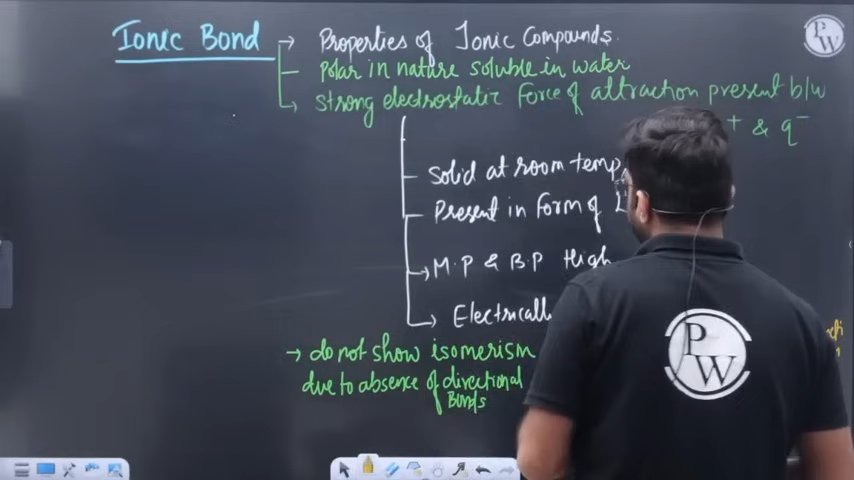 Ionic Bond → Properties of Ionic Compounds.
Polar in nature soluble in water
→ strong electrostatic Force of attraction present b/w
+ & q⁻
Solid at room temp
Present in form of
→ M.P & B.P High
→ Electrically
→ do not show isomerism
due to absence of directional
Bonds
PW
PW